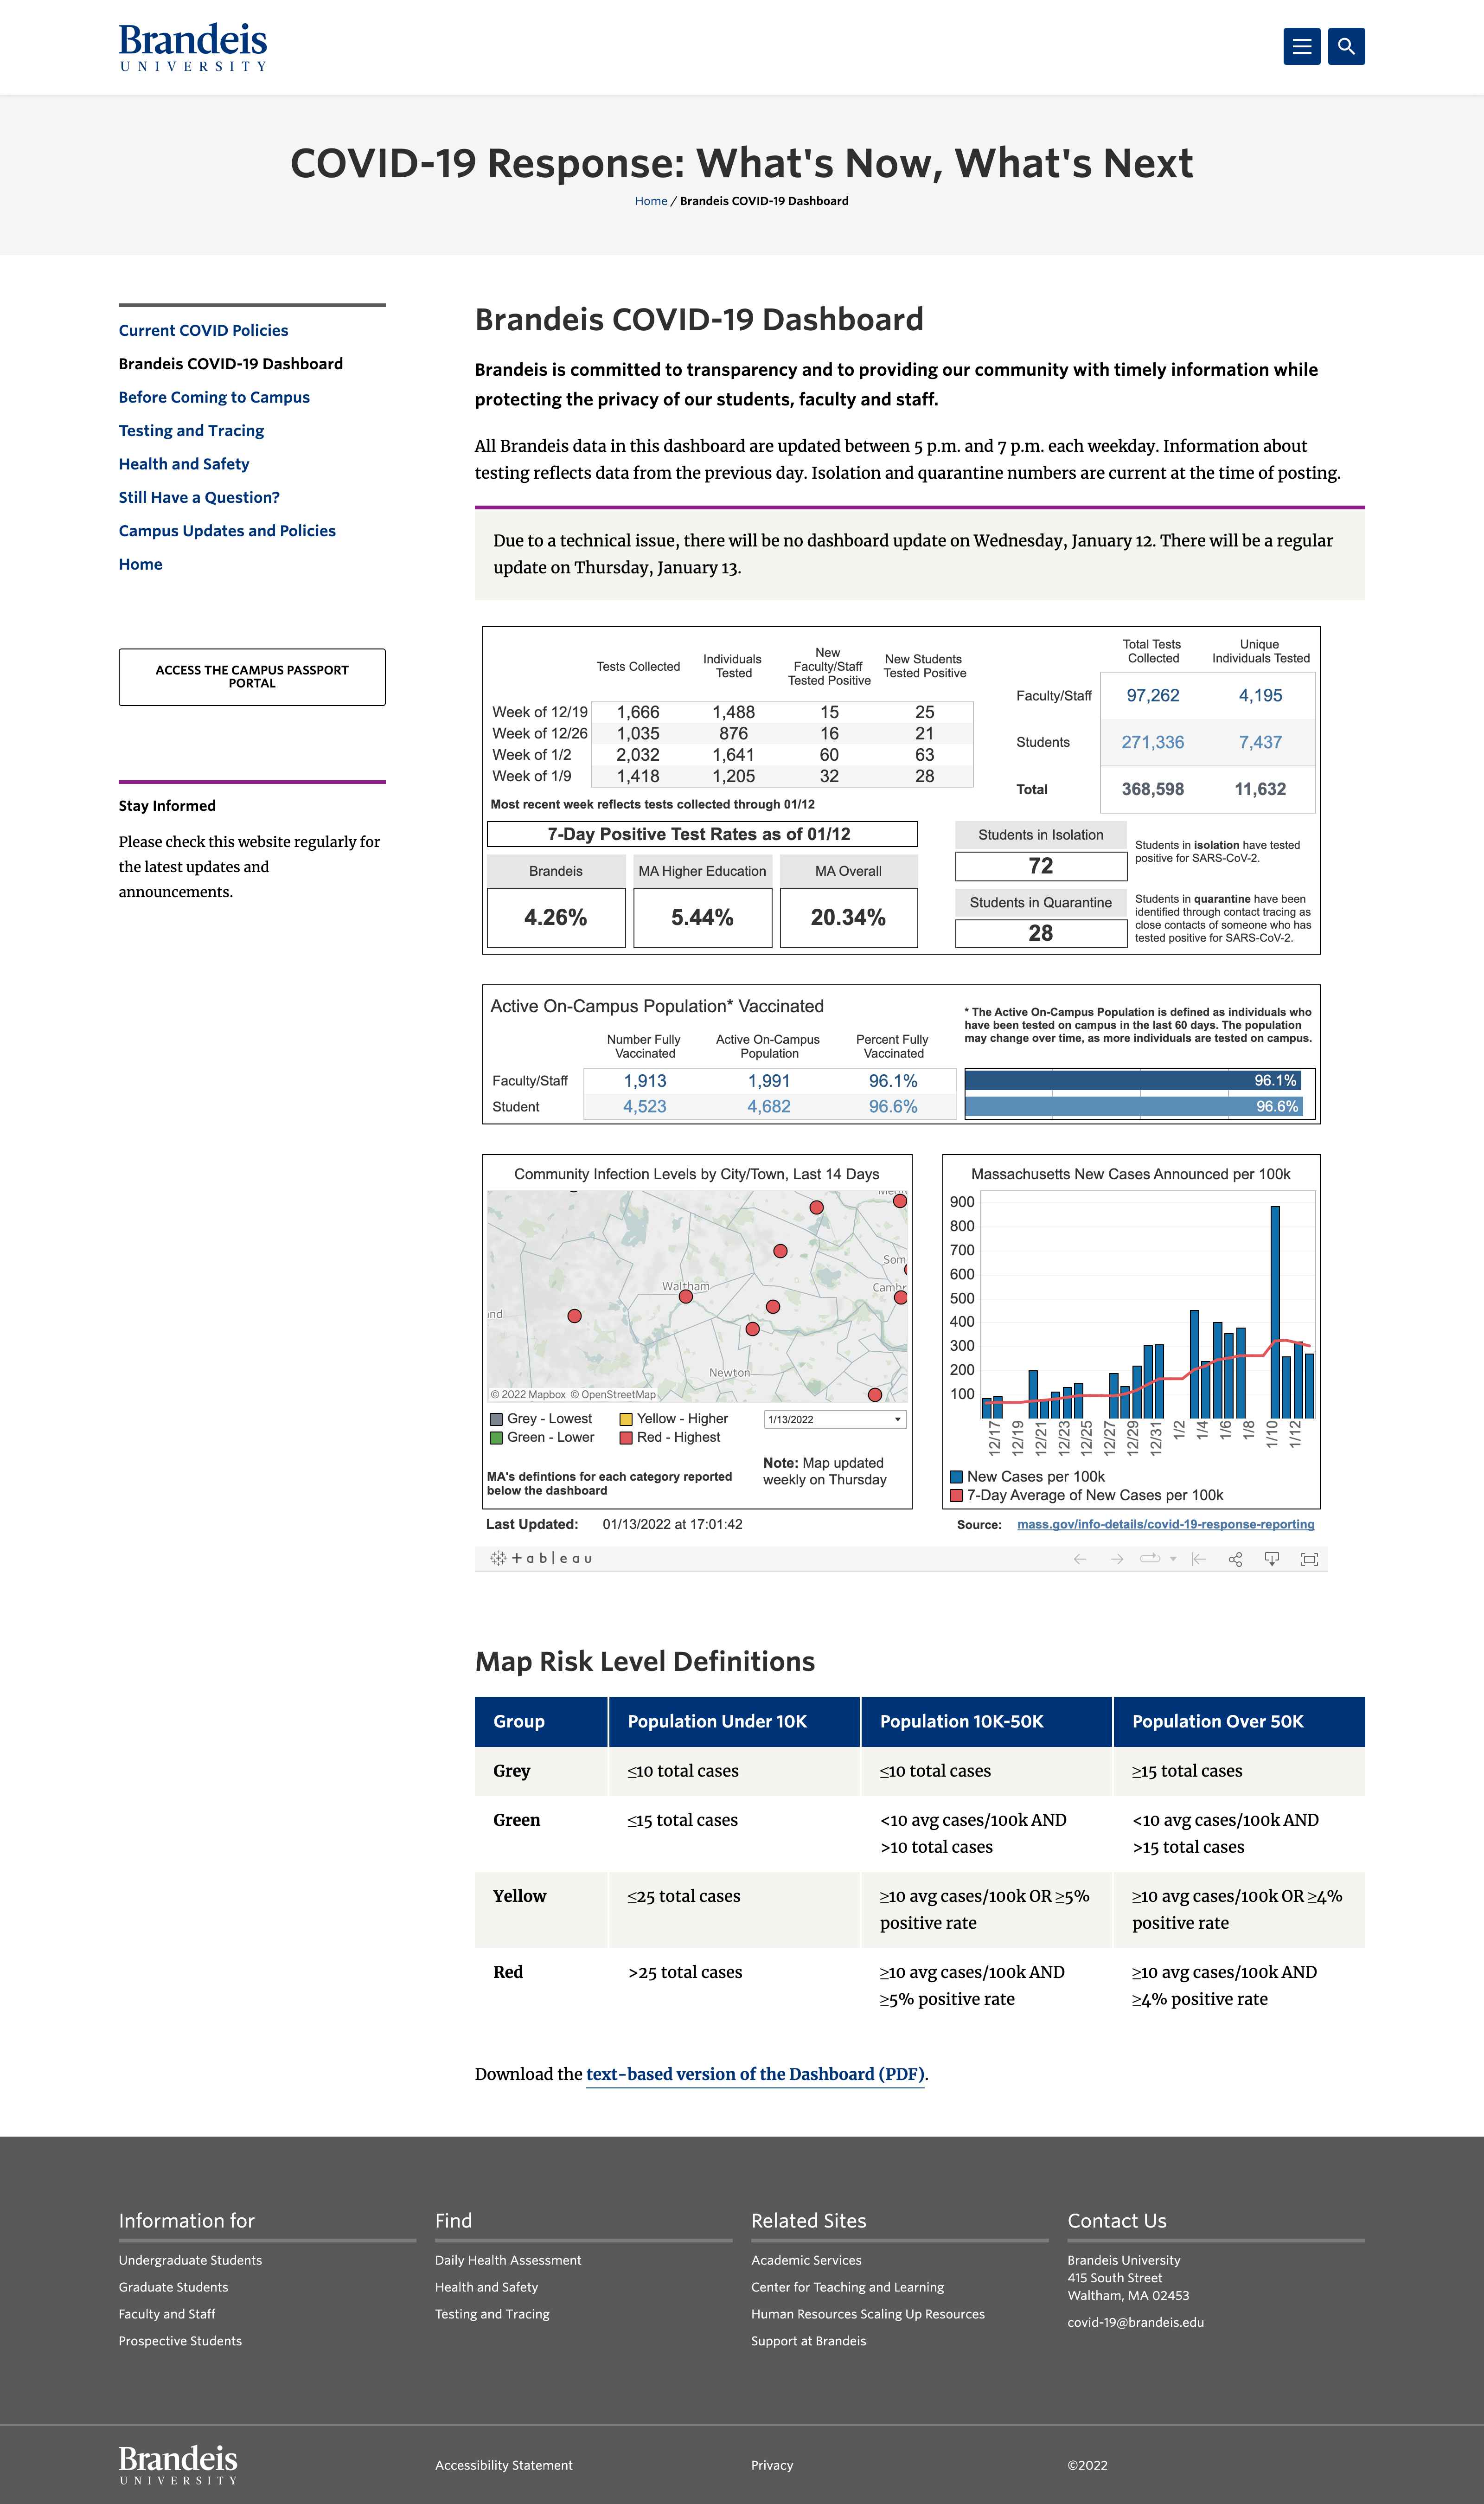 Brandeis
UNIVERSITY
COVID-19 Response: What's Now, What's Next
Home / Brandeis COVID-19 Dashboard
Current COVID Policies
Brandeis COVID-19 Dashboard
Before Coming to Campus
Testing and Tracing
Health and Safety
Still Have a Question?
Campus Updates and Policies
Home
ACCESS THE CAMPUS PASSPORT
PORTAL
Stay Informed
Please check this website regularly for
the latest updates and
announcements.
Brandeis COVID-19 Dashboard
Brandeis is committed to transparency and to providing our community with timely information while
protecting the privacy of our students, faculty and staff.
All Brandeis data in this dashboard are updated between 5 p.m. and 7 p.m. each weekday. Information about
testing reflects data from the previous day. Isolation and quarantine numbers are current at the time of posting.
Due to a technical issue, there will be no dashboard update on Wednesday, January 12. There will be a regular
update on Thursday, January 13.
Tests Collected
Individuals
Tested
New
Faculty/Staff
Tested Positive
New Students
Tested Positive
Week of 12/19 1,666 1,488 15 25
Week of 12/26 1,035 876 16 21
Week of 1/2 2,032 1,641 60 63
Week of 1/9 1,418 1,205 32 28
Most recent week reflects tests collected through 01/12
Total Tests
Collected
Unique
Individuals Tested
Faculty/Staff 97,262 4,195
Students 271,336 7,437
Total 368,598 11,632
7-Day Positive Test Rates as of 01/12
Brandeis MA Higher Education MA Overall
4.26% 5.44% 20.34%
Students in Isolation
72
Students in isolation have tested
positive for SARS-CoV-2.
Students in Quarantine
28
Students in quarantine have been
identified through contact tracing as
close contacts of someone who has
tested positive for SARS-CoV-2.
Active On-Campus Population* Vaccinated
* The Active On-Campus Population is defined as individuals who
have been tested on campus in the last 60 days. The population
may change over time, as more individuals are tested on campus.
Number Fully
Vaccinated
Active On-Campus
Population
Percent Fully
Vaccinated
Faculty/Staff 1,913 1,991 96.1% 96.1%
Student 4,523 4,682 96.6% 96.6%
Community Infection Levels by City/Town, Last 14 Days
Som
Waltham
Cambr
nd
Newton
© 2022 Mapbox © OpenStreetMap
Grey - Lowest
Yellow - Higher
Green - Lower
Red - Highest
1/13/2022
MA's defintions for each category reported
below the dashboard
Note: Map updated
weekly on Thursday
Massachusetts New Cases Announced per 100k
900
800
700
600
500
400
300
200
100
12/17 12/19 12/21 12/23 12/25 12/27 12/29 12/31 1/2 1/4 1/6 1/8 1/10 1/12
New Cases per 100k
7-Day Average of New Cases per 100k
Last Updated: 01/13/2022 at 17:01:42
Source: mass.gov/info-details/covid-19-response-reporting
+ableau
Map Risk Level Definitions
Group Population Under 10K Population 10K-50K Population Over 50K
Grey ≤10 total cases ≤10 total cases ≥15 total cases
Green ≤15 total cases <10 avg cases/100k AND <10 avg cases/100k AND
>10 total cases >15 total cases
Yellow ≤25 total cases ≥10 avg cases/100k OR ≥5% ≥10 avg cases/100k OR ≥4%
positive rate positive rate
Red >25 total cases ≥10 avg cases/100k AND ≥10 avg cases/100k AND
≥5% positive rate ≥4% positive rate
Download the text-based version of the Dashboard (PDF).
Information for
Undergraduate Students
Graduate Students
Faculty and Staff
Prospective Students
Find
Daily Health Assessment
Health and Safety
Testing and Tracing
Related Sites
Academic Services
Center for Teaching and Learning
Human Resources Scaling Up Resources
Support at Brandeis
Contact Us
Brandeis University
415 South Street
Waltham, MA 02453
covid-19@brandeis.edu
Brandeis
UNIVERSITY
Accessibility Statement
Privacy
©2022